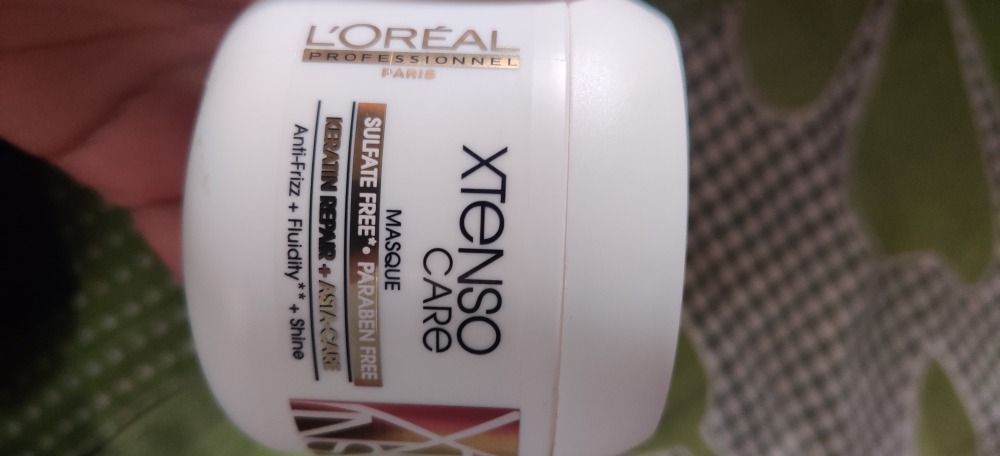 L'ORÉAL
PROFESSIONNEL
PARIS
XTENSO
CARE
MASQUE
SULFATE FREE*• PARABEN FREE
KERATIN REPAIR + ASTA-CARE
Anti-Frizz + Fluidity** + Shine